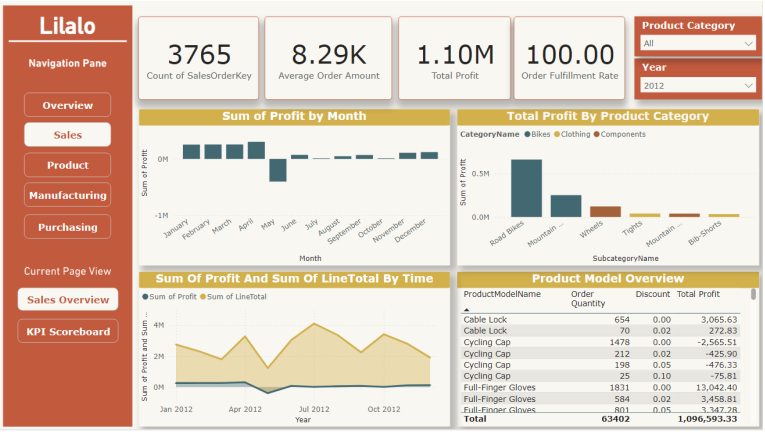 Lilalo
Navigation Pane
Overview
Sales
Product
Manufacturing
Purchasing
Current Page View
Sales Overview
KPI Scoreboard
3765
Count of SalesOrderKey
8.29K
Average Order Amount
1.10M
Total Profit
100.00
Order Fulfillment Rate
Product Category
All
Year
2012
Sum of Profit by Month
Sum of Profit
0M
-1M
January
February
March
April
May
June
July
August
September
October
November
December
Month
Total Profit By Product Category
CategoryName Bikes Clothing Components
Sum of Profit
0.5M
0.0M
Road Bikes
Mountain ...
Wheels
Tights
Mountain ...
Bib-Shorts
SubcategoryName
Sum Of Profit And Sum Of LineTotal By Time
Sum of Profit Sum of LineTotal
Sum of Profit and Sum ...
4M
2M
0M
Jan 2012 Apr 2012 Jul 2012 Oct 2012
Year
Product Model Overview
ProductModelName Order Quantity Discount Total Profit
Cable Lock 654 0.00 3,065.63
Cable Lock 70 0.02 272.83
Cycling Cap 1478 0.00 -2,565.51
Cycling Cap 212 0.02 -425.90
Cycling Cap 198 0.05 -476.33
Cycling Cap 25 0.10 -75.81
Full-Finger Gloves 1831 0.00 13,042.40
Full-Finger Gloves 584 0.02 3,458.81
Full-Finger Gloves 801 0.05 3,347.28
Total 63402 1,096,593.33